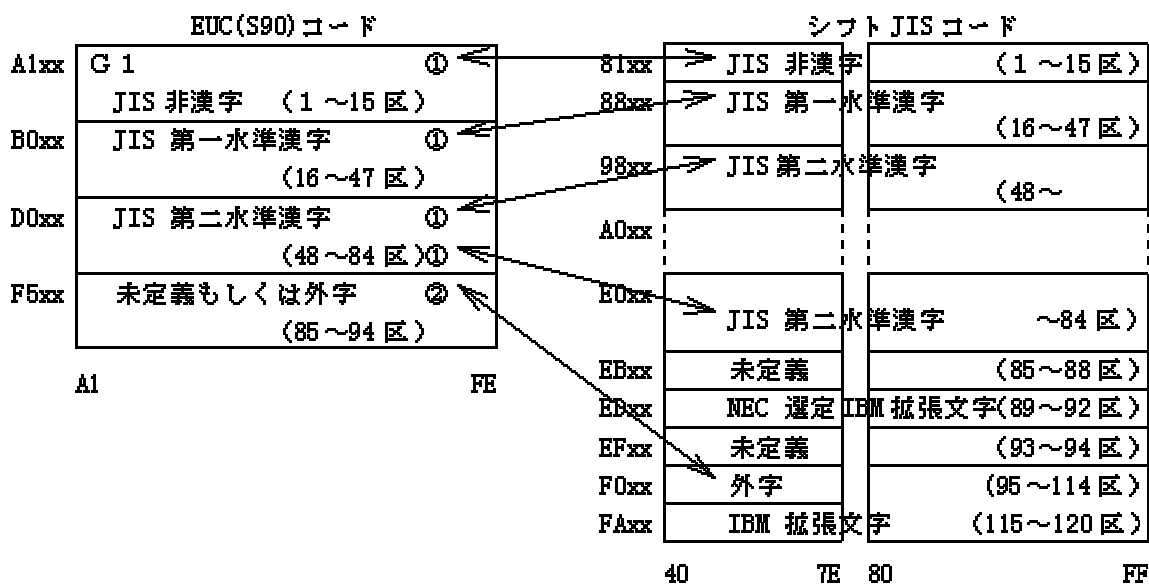 EUC(S90)コード
A1xx G1 ①
JIS 非漢字 (1～15区)
B0xx JIS 第一水準漢字 ①
(16～47区)
D0xx JIS 第二水準漢字 ①
(48～84区)①
F5xx 未定義もしくは外字 ②
(85～94区)
A1 FE
シフトJISコード
81xx JIS 非漢字 (1～15区)
88xx JIS 第一水準漢字
(16～47区)
98xx JIS第二水準漢字
(48～
A0xx
E0xx
JIS 第二水準漢字 ～84区)
EBxx 未定義 (85～88区)
EDxx NEC 選定IBM拡張文字(89～92区)
EFxx 未定義 (93～94区)
F0xx 外字 (95～114区)
FAxx IBM 拡張文字 (115～120区)
40 7E 80 FF